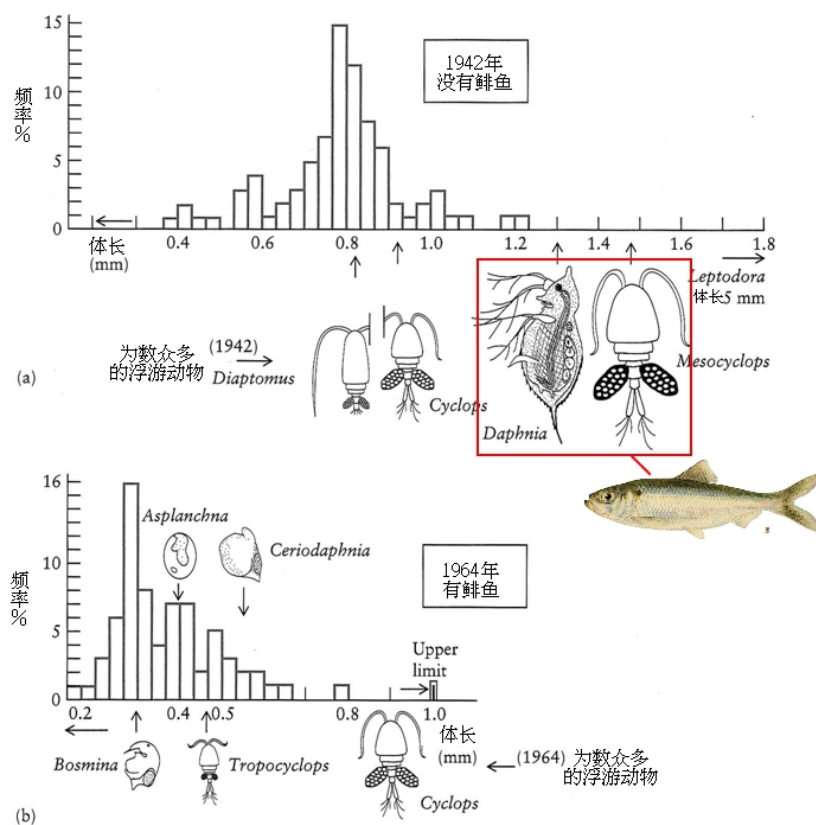 15
10
5
0
频率%
1942年
没有鲱鱼
体长
(mm)
0.4 0.6 0.8 1.0 1.2 1.4 1.6 1.8
Leptodora
体长5 mm
为数众多
的浮游动物
(1942)
Diaptomus
Cyclops
Daphnia
Mesocyclops
(a)
16
10
5
0
频率%
Asplanchna
Ceriodaphnia
1964年
有鲱鱼
Upper
limit
0.2 0.4 0.5 0.8 1.0
体长
(mm)
Bosmina
Tropocyclops
Cyclops
(1964)
为数众多
的浮游动物
(b)